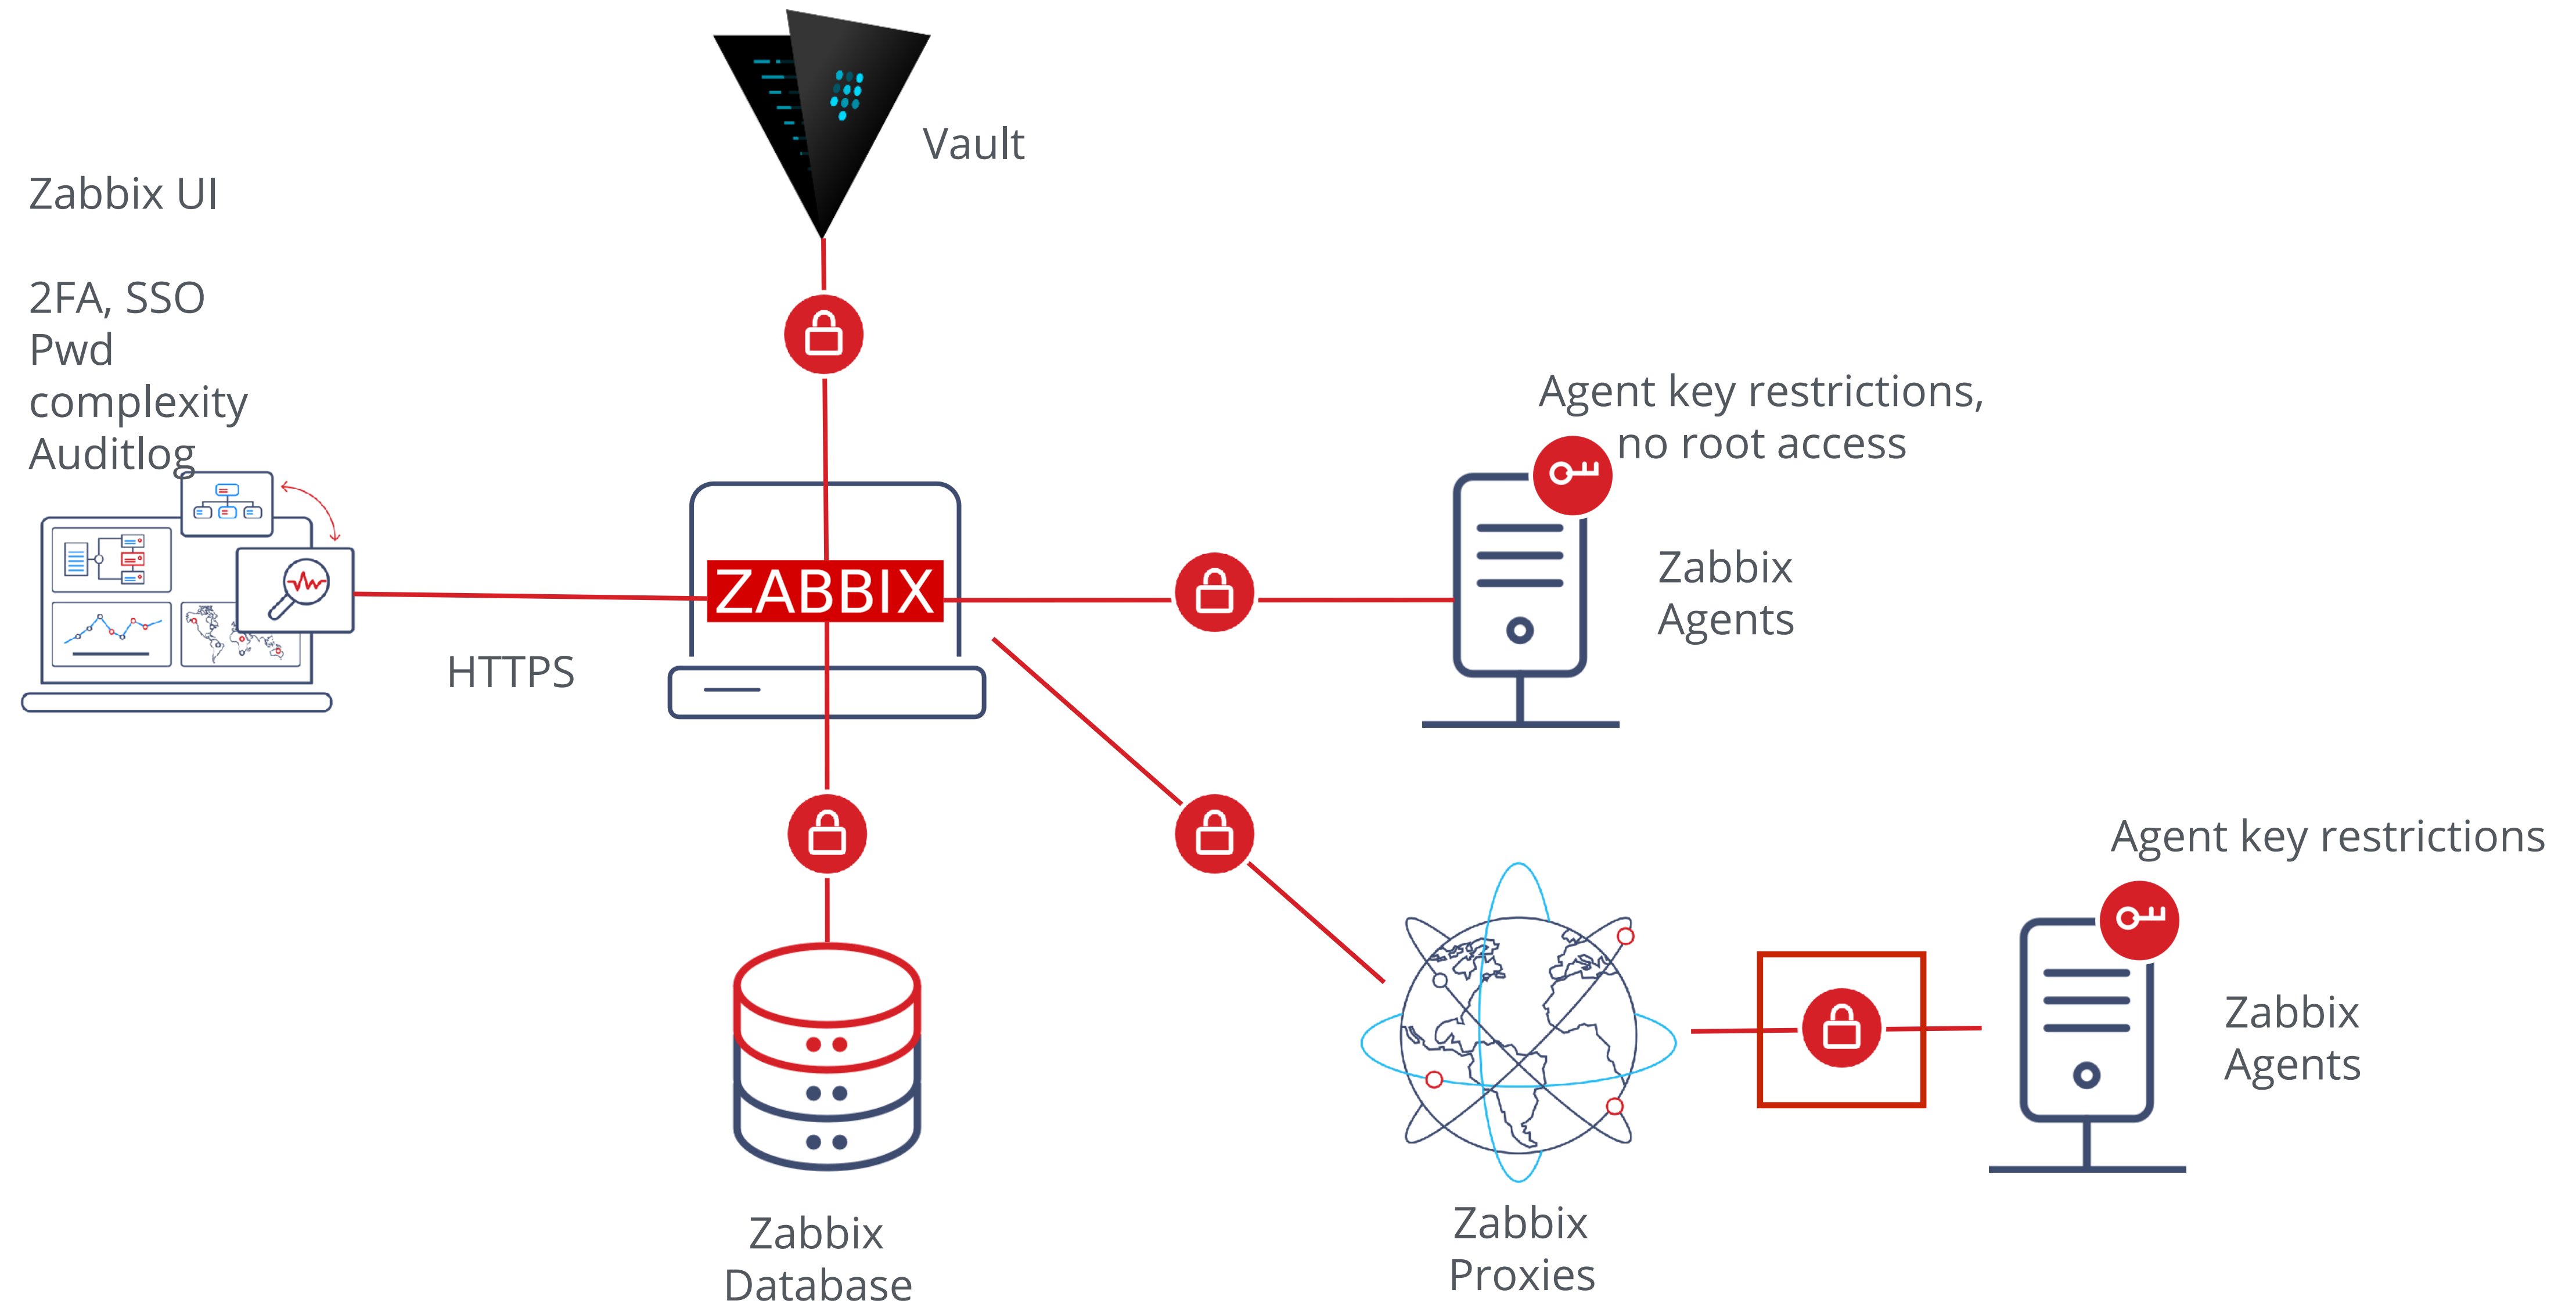 Vault
Zabbix UI
2FA, SSO
Pwd
complexity
Auditlog
Agent key restrictions,
no root access
ZABBIX
Zabbix
Agents
HTTPS
Agent key restrictions
Zabbix
Agents
Zabbix
Database
Zabbix
Proxies